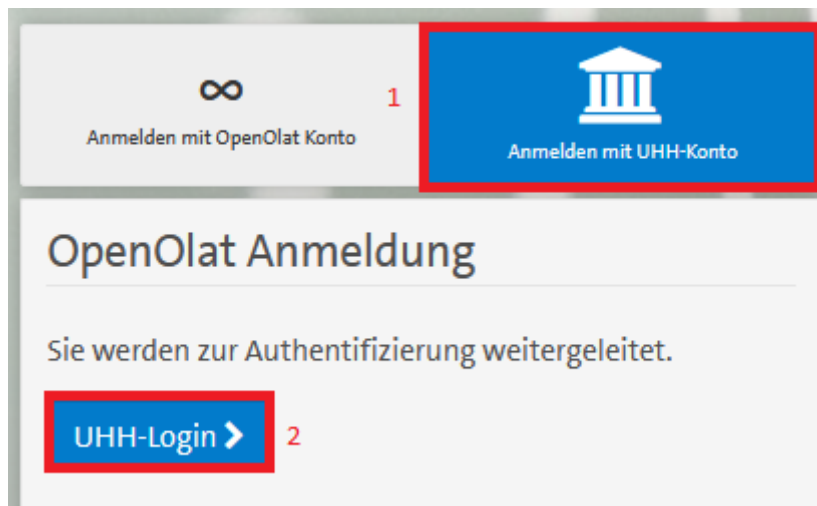 ∞
1
Anmelden mit OpenOlat Konto
Anmelden mit UHH-Konto
OpenOlat Anmeldung
Sie werden zur Authentifizierung weitergeleitet.
UHH-Login
2